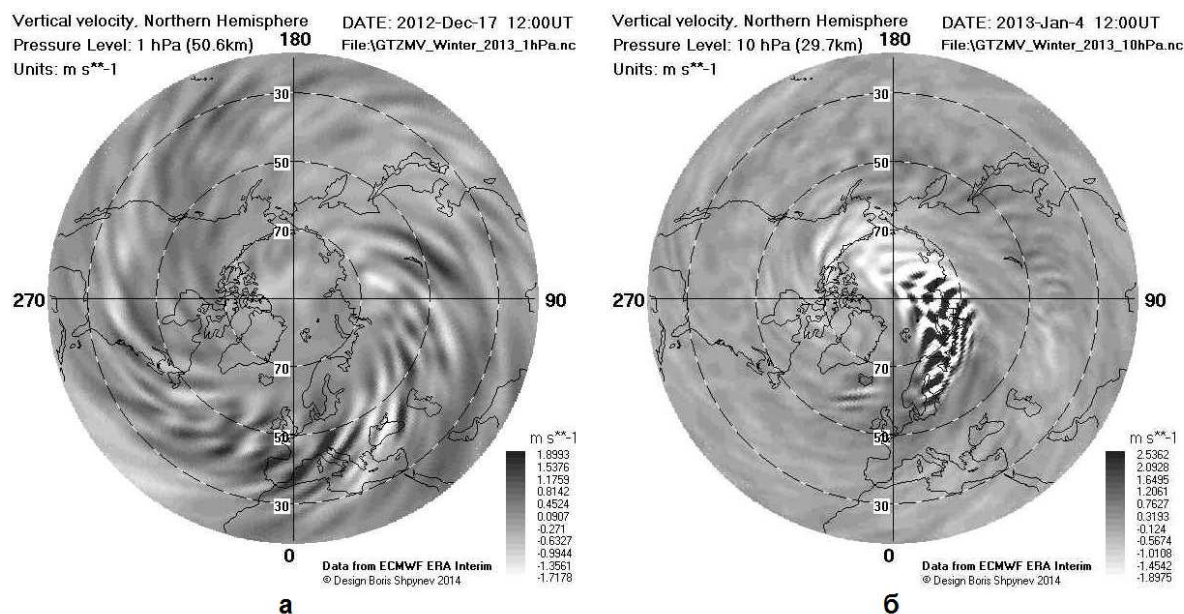 Vertical velocity, Northern Hemisphere
DATE: 2012-Dec-17 12:00UT
Pressure Level: 1 hPa (50.6km)
180
File:\GTZMV_Winter_2013_1hPa.nc
Units: m s**-1
30
50
70
270
90
70
50
30
0
m s**-1
1.8993
1.5376
1.1759
0.8142
0.4524
0.0907
-0.271
-0.6327
-0.9944
-1.3561
-1.7178
Data from ECMWF ERA Interim
© Design Boris Shpynev 2014
а
Vertical velocity, Northern Hemisphere
DATE: 2013-Jan-4 12:00UT
Pressure Level: 10 hPa (29.7km)
180
File:\GTZMV_Winter_2013_10hPa.nc
Units: m s**-1
30
50
70
270
90
70
50
30
0
m s**-1
2.5362
2.0928
1.6495
1.2061
0.7627
0.3193
-0.124
-0.5674
-1.0108
-1.4542
-1.8975
Data from ECMWF ERA Interim
© Design Boris Shpynev 2014
б